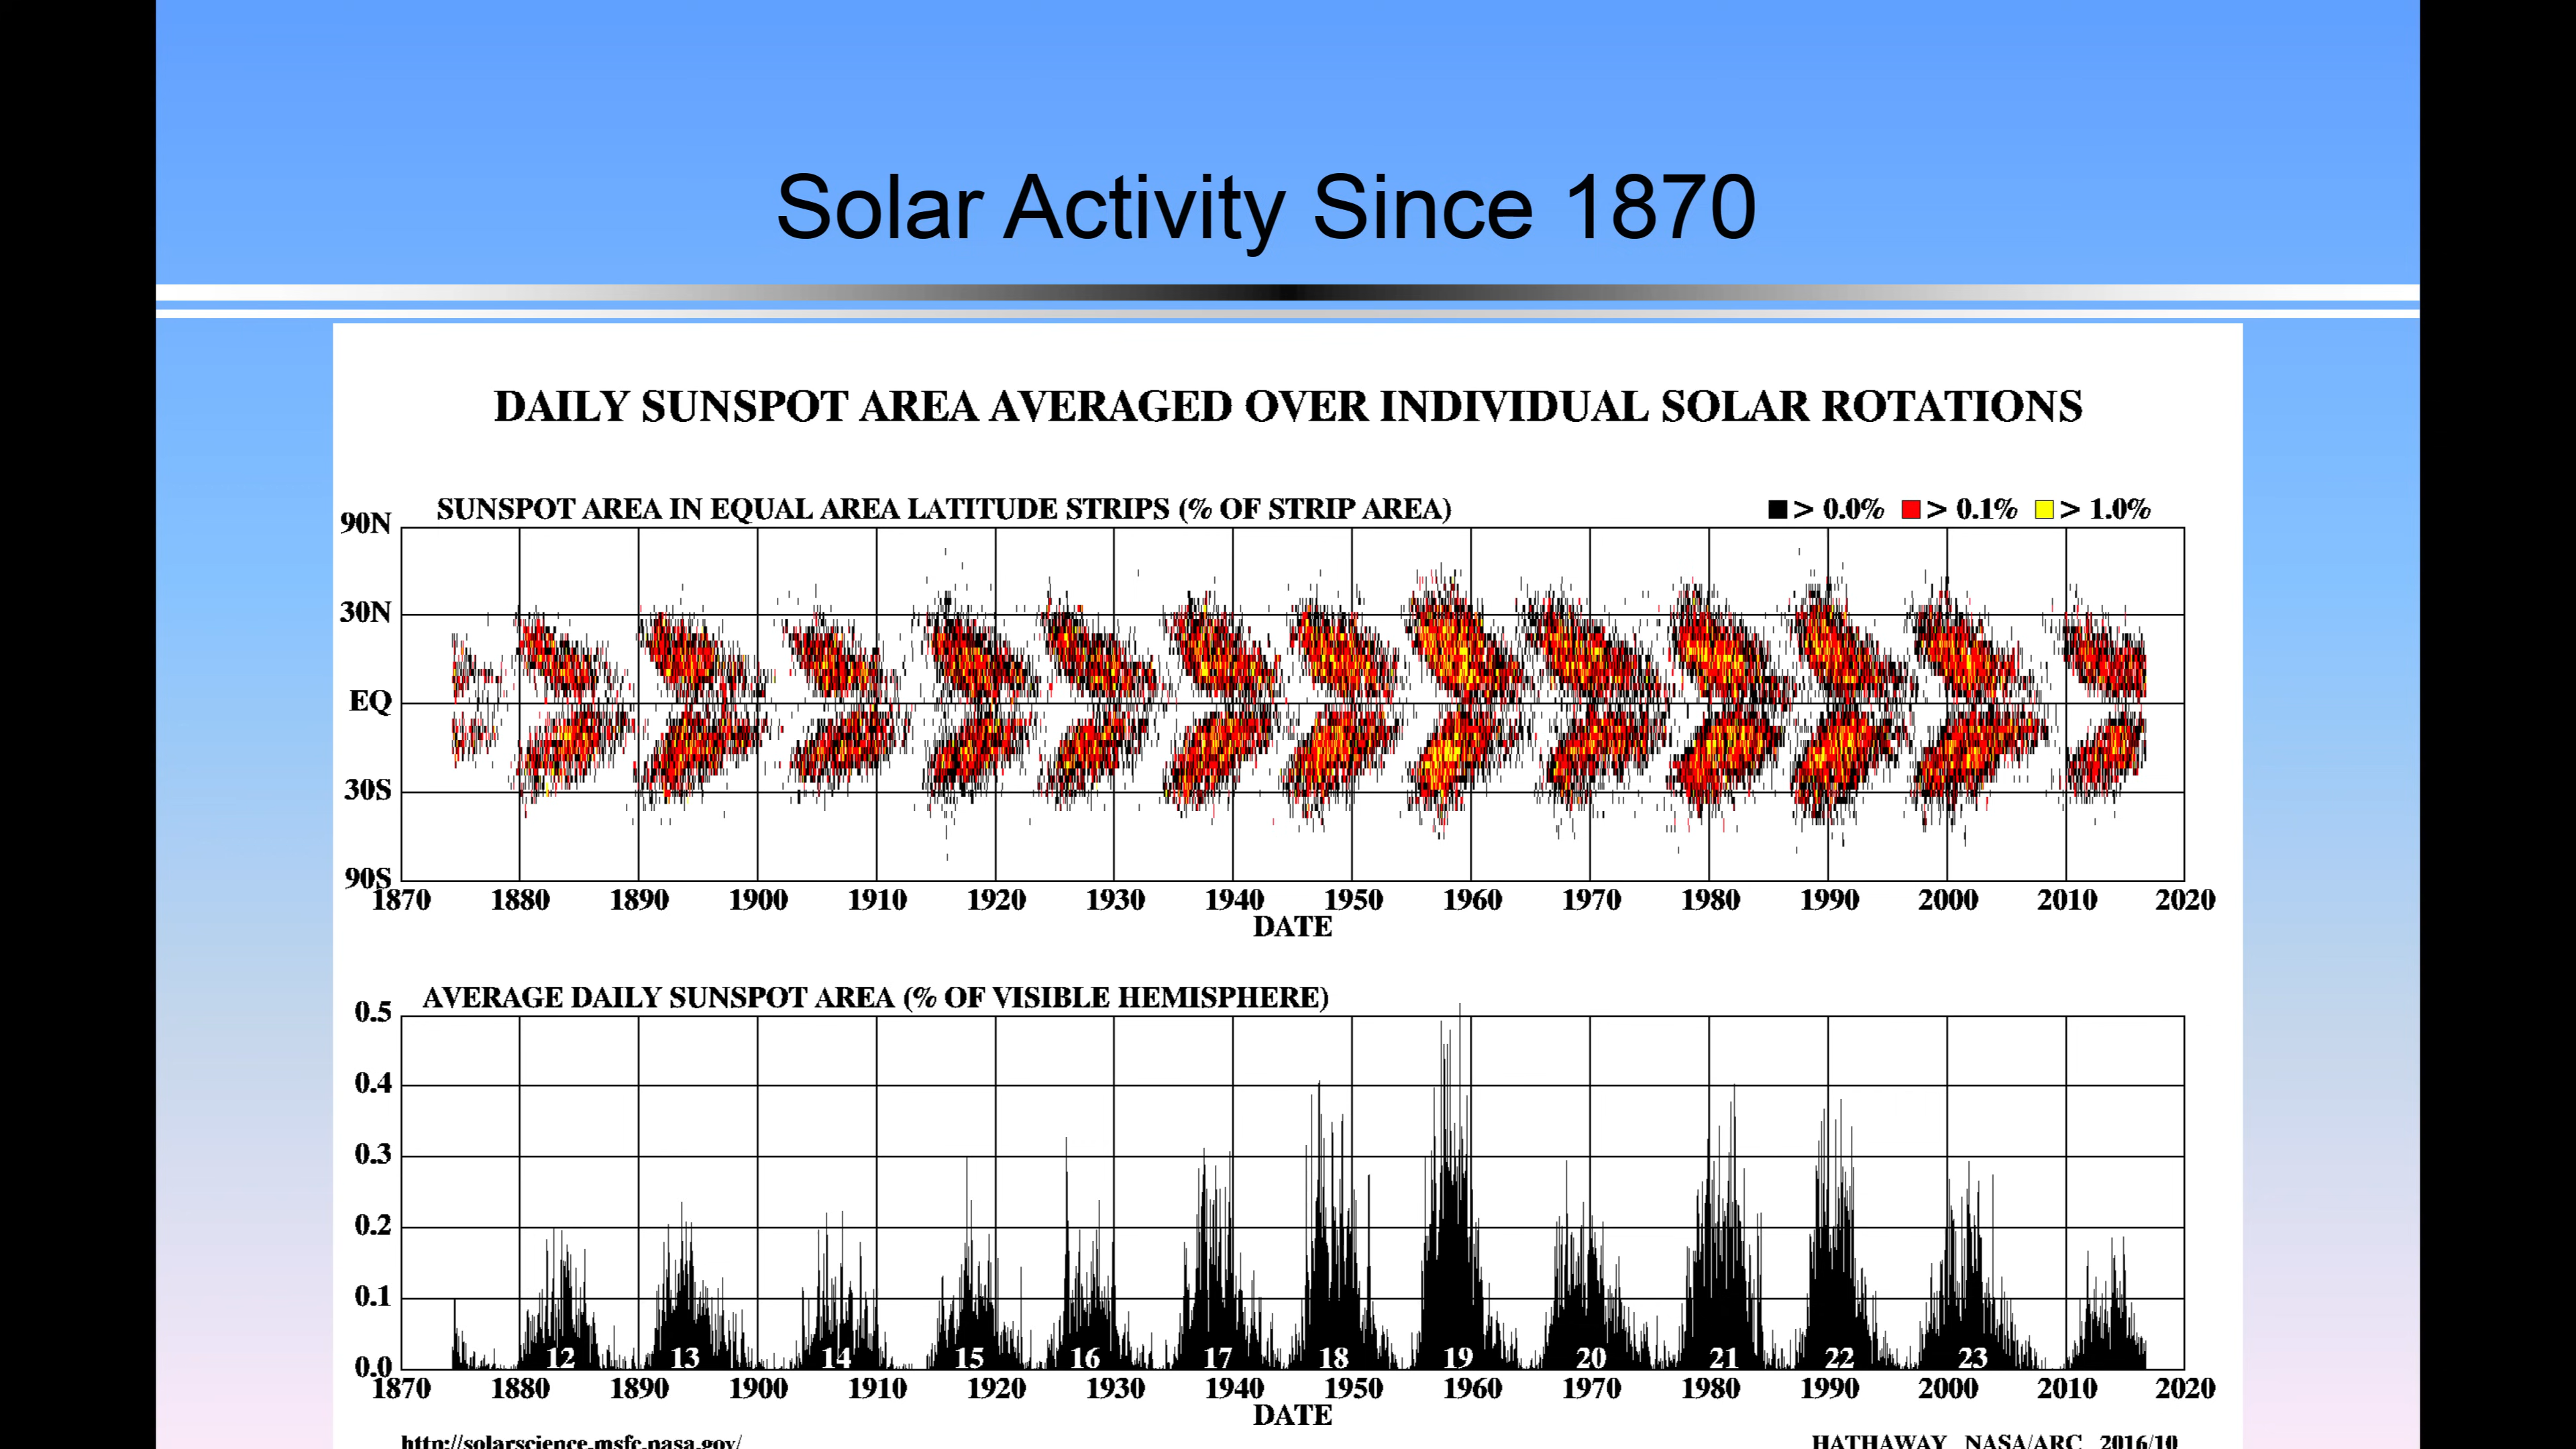 Solar Activity Since 1870
DAILY SUNSPOT AREA AVERAGED OVER INDIVIDUAL SOLAR ROTATIONS
SUNSPOT AREA IN EQUAL AREA LATITUDE STRIPS (% OF STRIP AREA) > 0.0% > 0.1% > 1.0%
90N
30N
EQ
30S
90S
1870 1880 1890 1900 1910 1920 1930 1940 1950 1960 1970 1980 1990 2000 2010 2020
DATE
AVERAGE DAILY SUNSPOT AREA (% OF VISIBLE HEMISPHERE)
0.5
0.4
0.3
0.2
0.1
0.0
12 13 14 15 16 17 18 19 20 21 22 23
1870 1880 1890 1900 1910 1920 1930 1940 1950 1960 1970 1980 1990 2000 2010 2020
DATE
http://solarscience.msfc.nasa.gov/ HATHAWAY NASA/ARC 2016/10